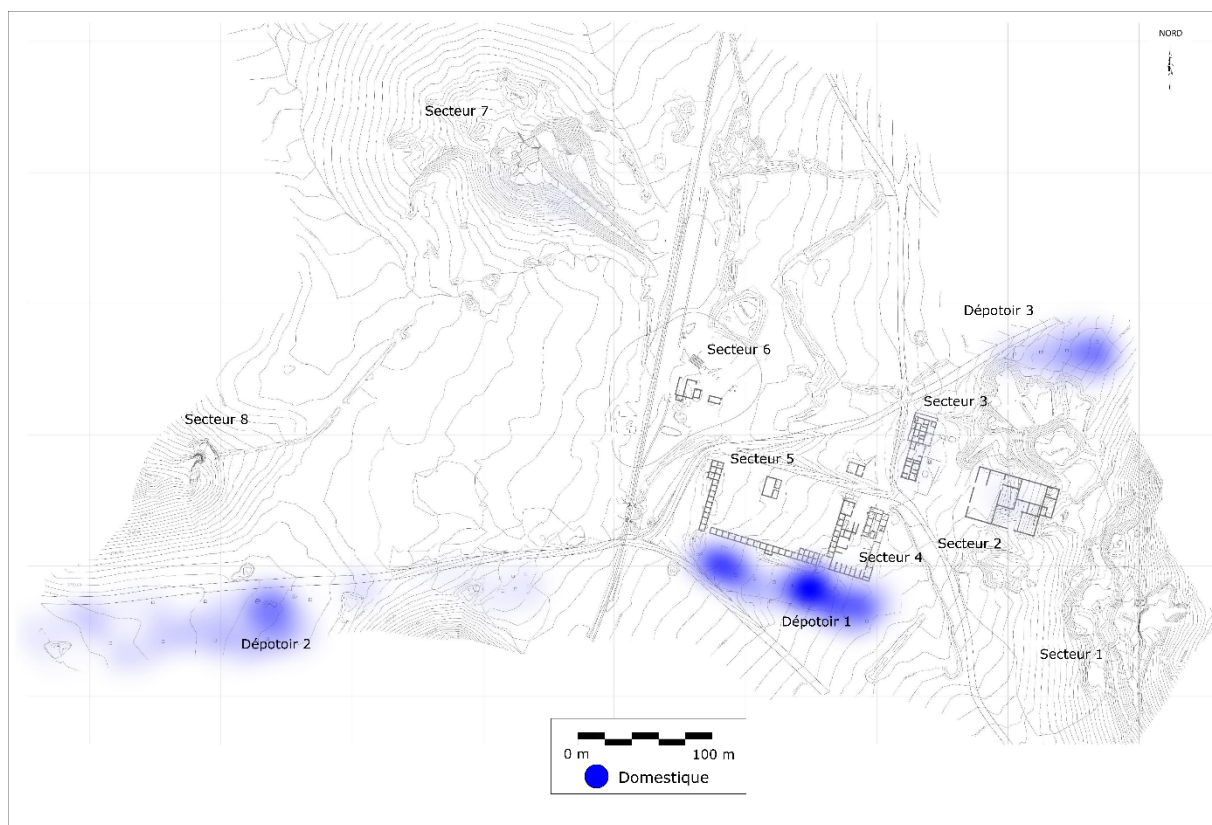 NORD
Secteur 7
Dépotoir 3
Secteur 6
Secteur 3
Secteur 8
Secteur 5
Secteur 2
Secteur 4
Dépotoir 1
Dépotoir 2
Secteur 1
0 m 100 m
Domestique